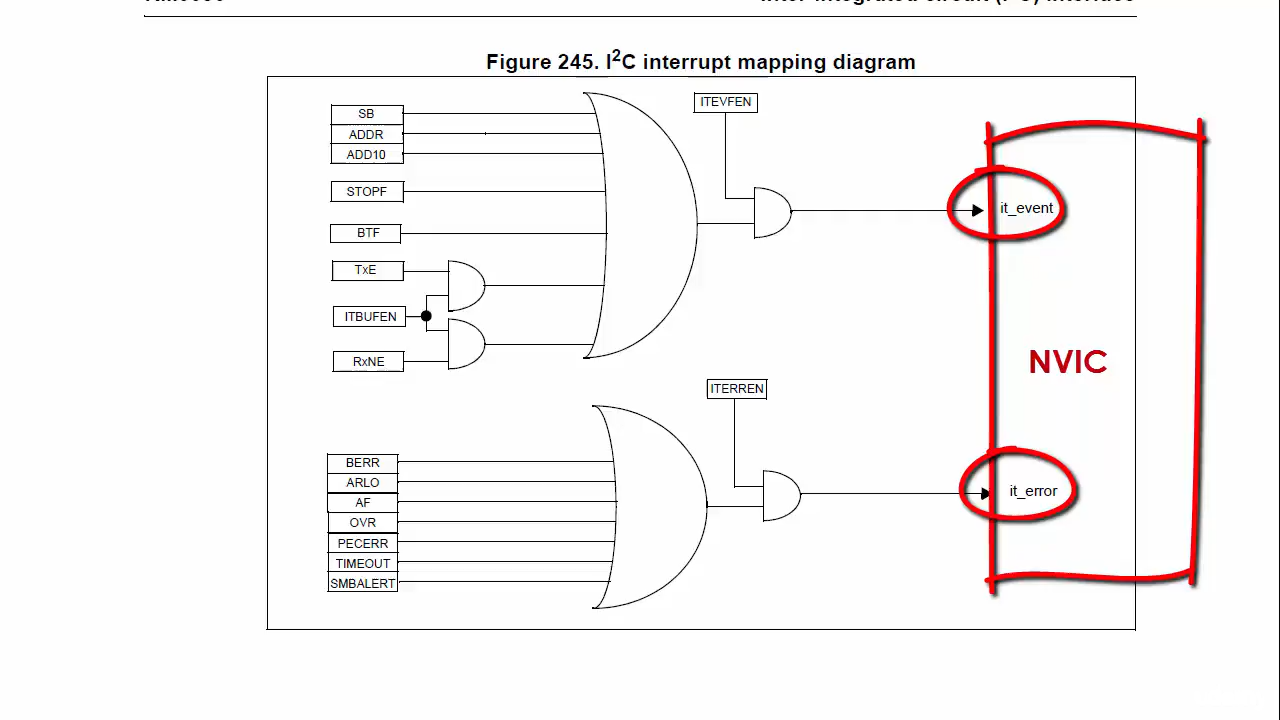 Figure 245. I2C interrupt mapping diagram
ITEVFEN
SB
ADDR
ADD10
STOPF
it_event
BTF
TxE
ITBUFEN
RxNE
NVIC
ITERREN
BERR
ARLO
AF
it_error
OVR
PECERR
TIMEOUT
SMBALERT